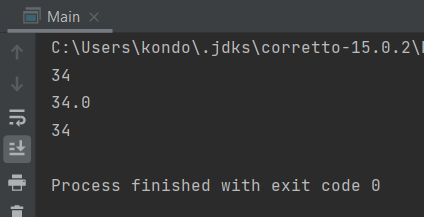 Main
C:\Users\kondo\.jdks\corretto-15.0.2\
34
34.0
34
Process finished with exit code 0